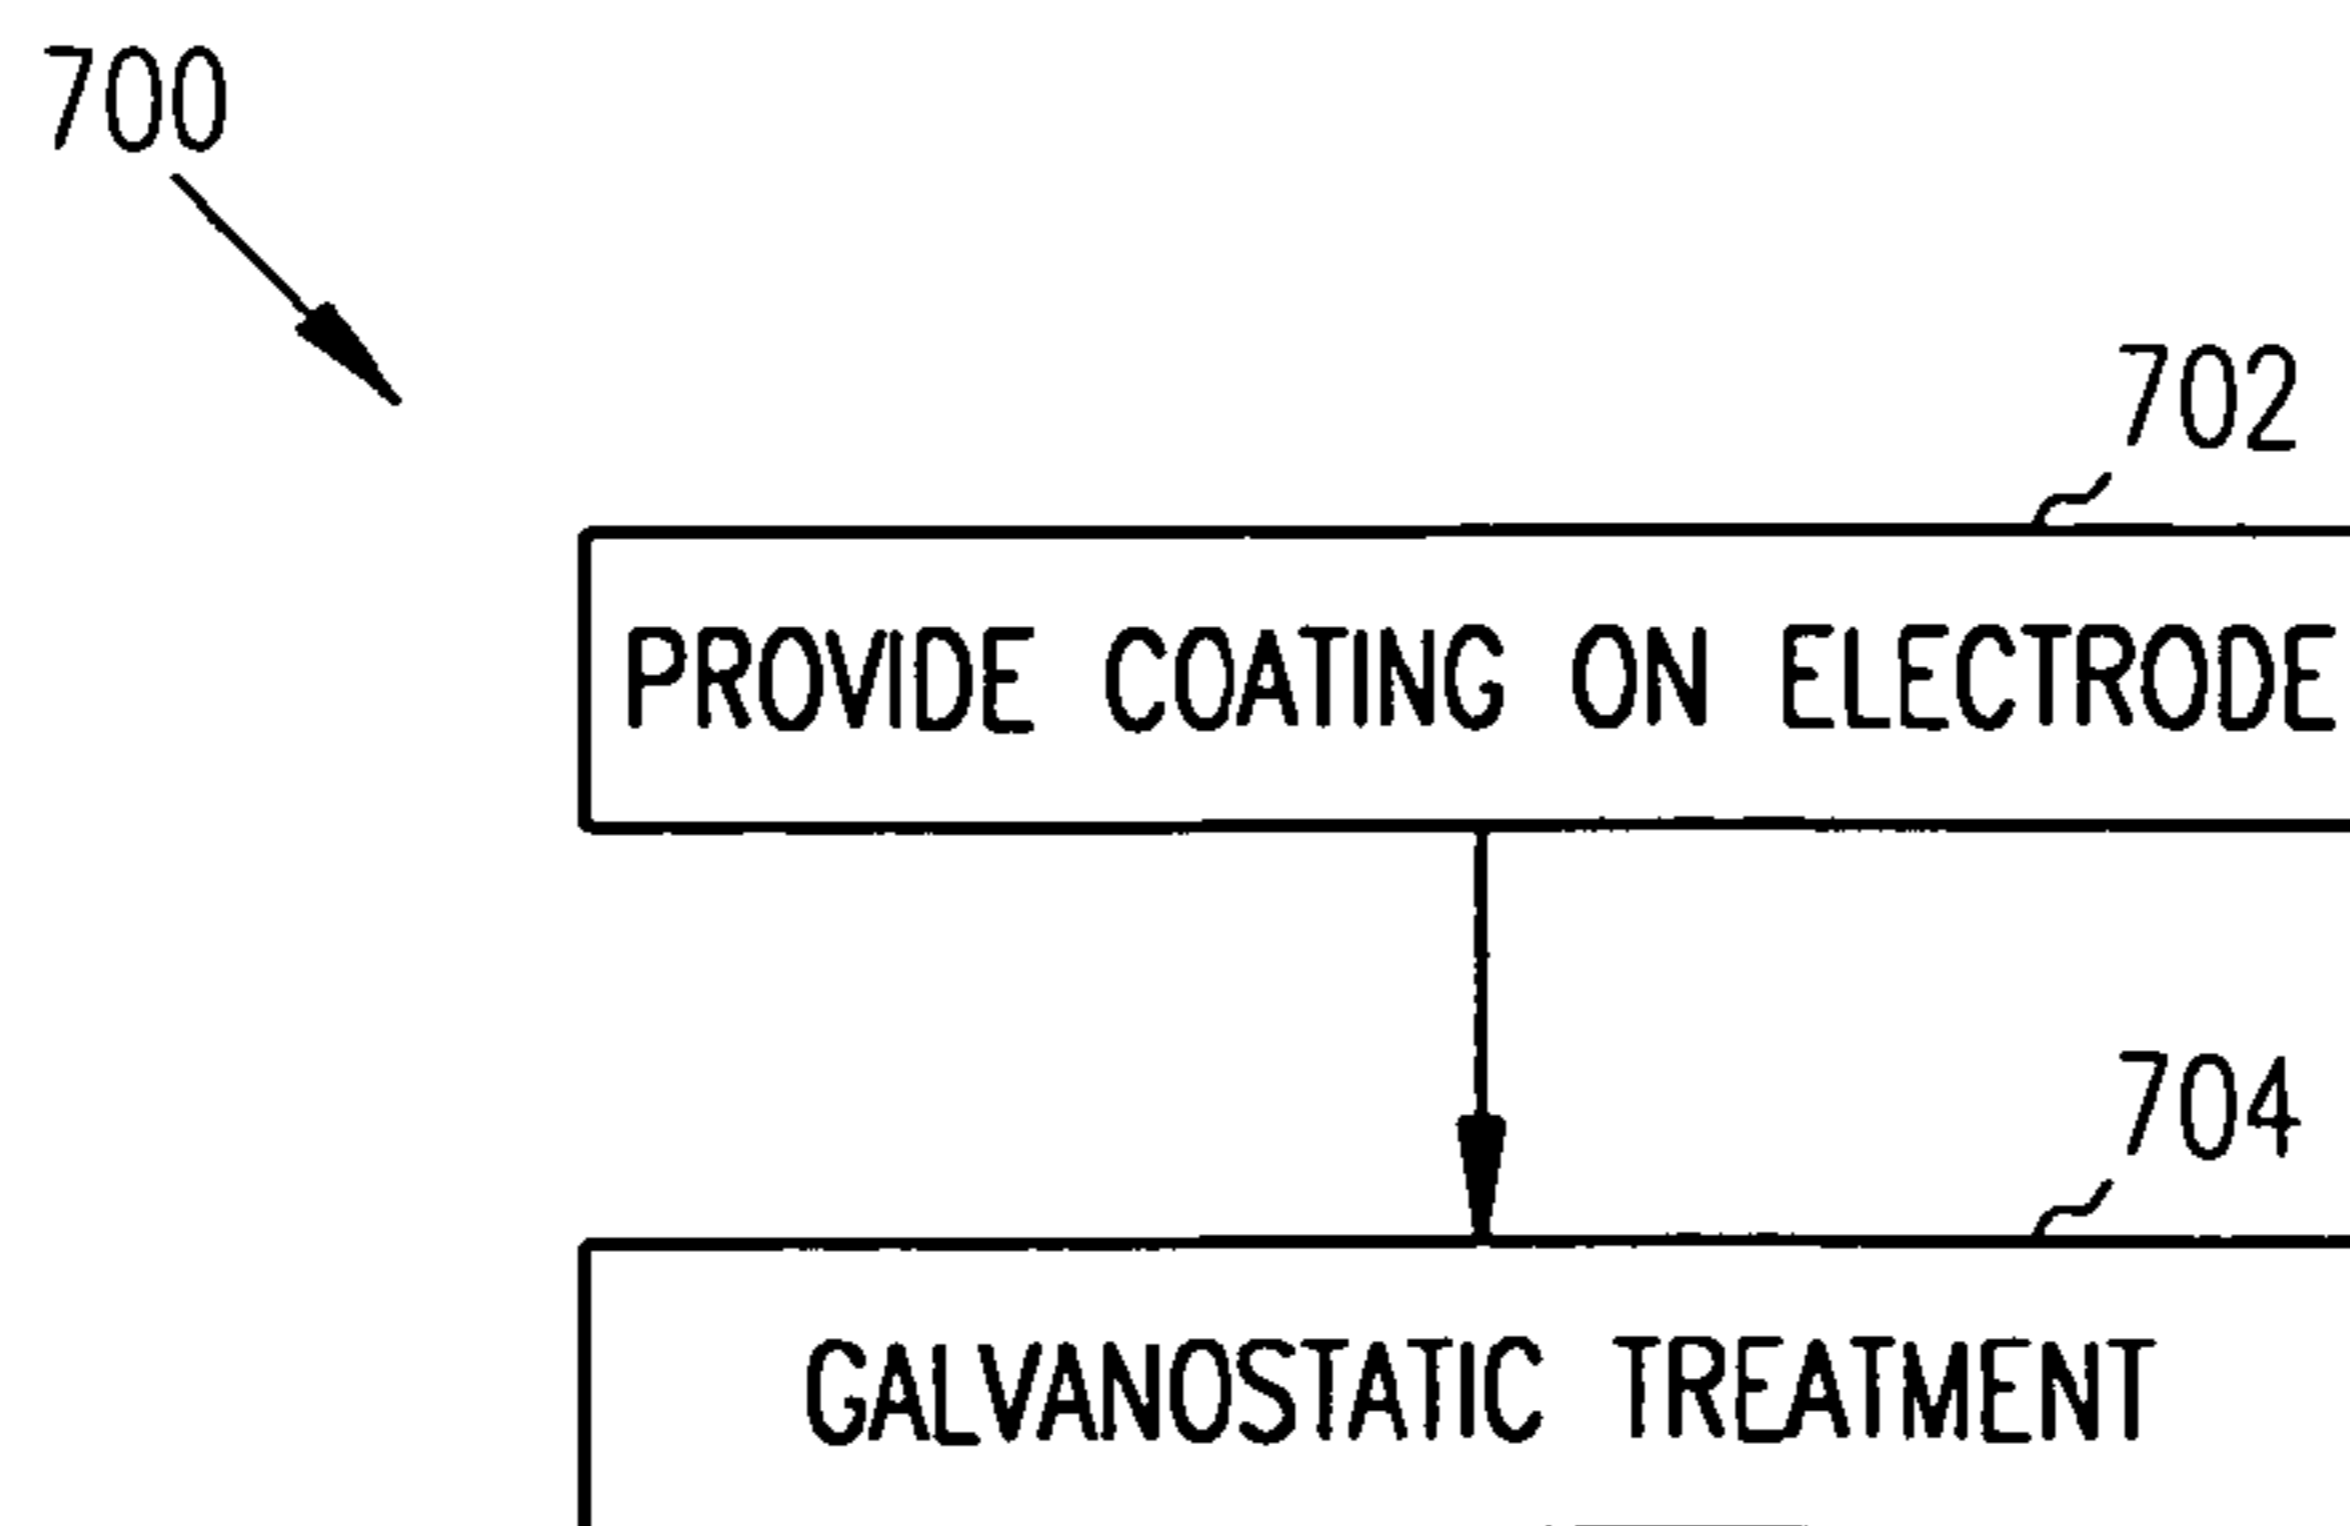 700
702
PROVIDE COATING ON ELECTRODE
704
GALVANOSTATIC TREATMENT